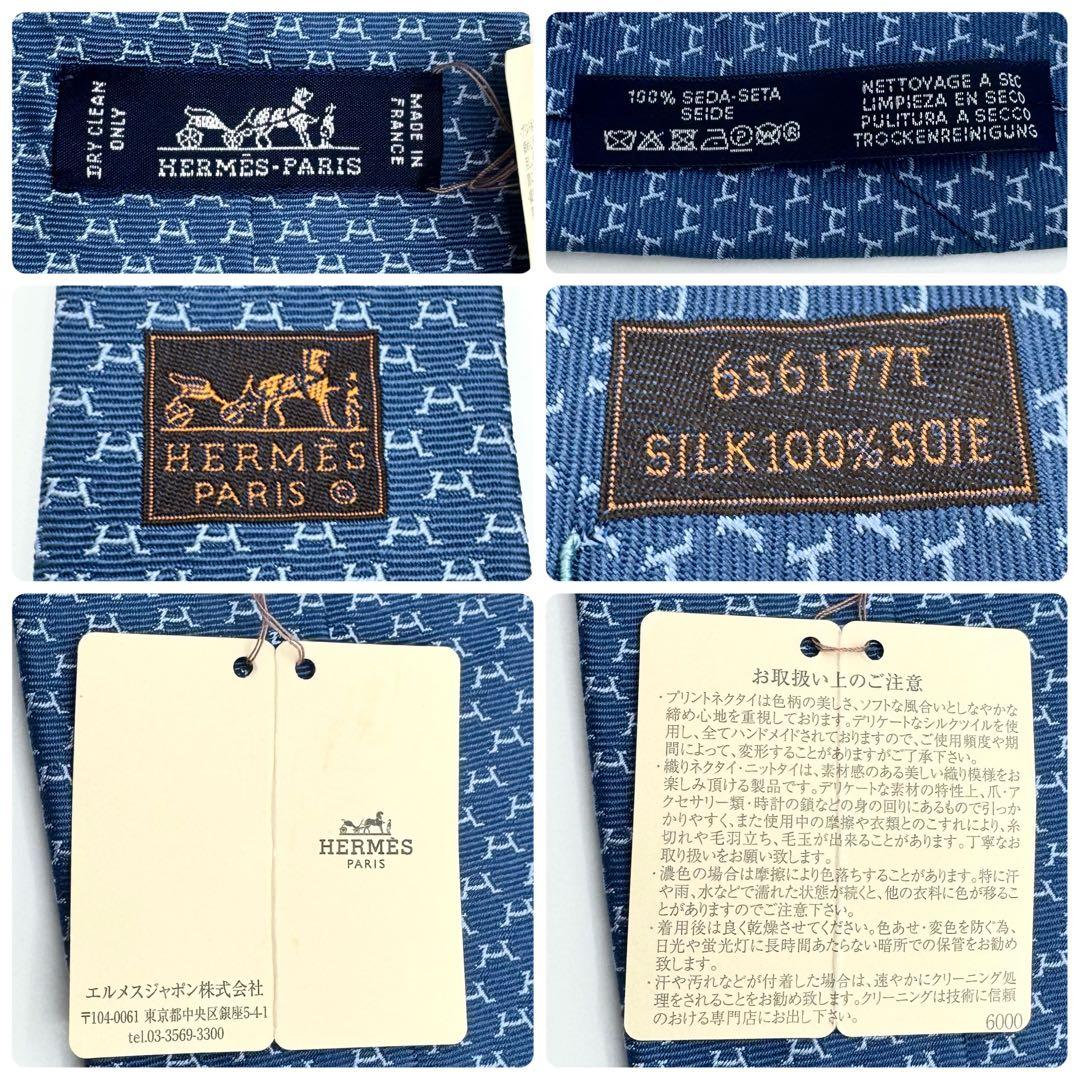 DRY CLEAN
ONLY
HERMÈS-PARIS
MADE IN
FRANCE
100% SEDA-SETA
SEIDE
NETTOYAGE A Sec
LIMPIEZA EN SECO
PULITURA A SECCO
TROCKENREINIGUNG
HERMÈS
PARIS ©
656177T
SILK100%SOIE
HERMÈS
PARIS
エルメスジャポン株式会社
〒104-0061 東京都中央区銀座5-4-1
tel.03-3569-3300
お取扱い上のご注意
・プリントネクタイは色柄の美しさ、ソフトな風合いとしなやかな
締め心地を重視しております。デリケートなシルクツイルを使
用し、全てハンドメイドされておりますので、ご使用頻度や期
間によって、変形することがありますがご了承下さい。
・織りネクタイ・ニットタイは、素材感のある美しい織り模様をお
楽しみ頂ける製品です。デリケートな素材の特性上、爪・ア
クセサリー類・時計の鎖などの身の回りにあるもので引っか
かりやすく、また使用中の摩擦や衣類とのこすれにより、糸
切れや毛羽立ち、毛玉が出来ることがあります。丁寧なお
取り扱いをお願い致します。
・濃色の場合は摩擦により色落ちすることがあります。特に汗
や雨、水などで濡れた状態が続くと、他の衣料に色が移るこ
とがありますのでご注意下さい。
・着用後は良く乾燥させてください。色あせ・変色を防ぐ為、
日光や蛍光灯に長時間あたらない暗所での保管をお勧め
致します。
・汗や汚れなどが付着した場合は、速やかにクリーニング処
理をされることをお勧め致します。クリーニングは技術に信頼
のおける専門店にお出し下さい。
6000